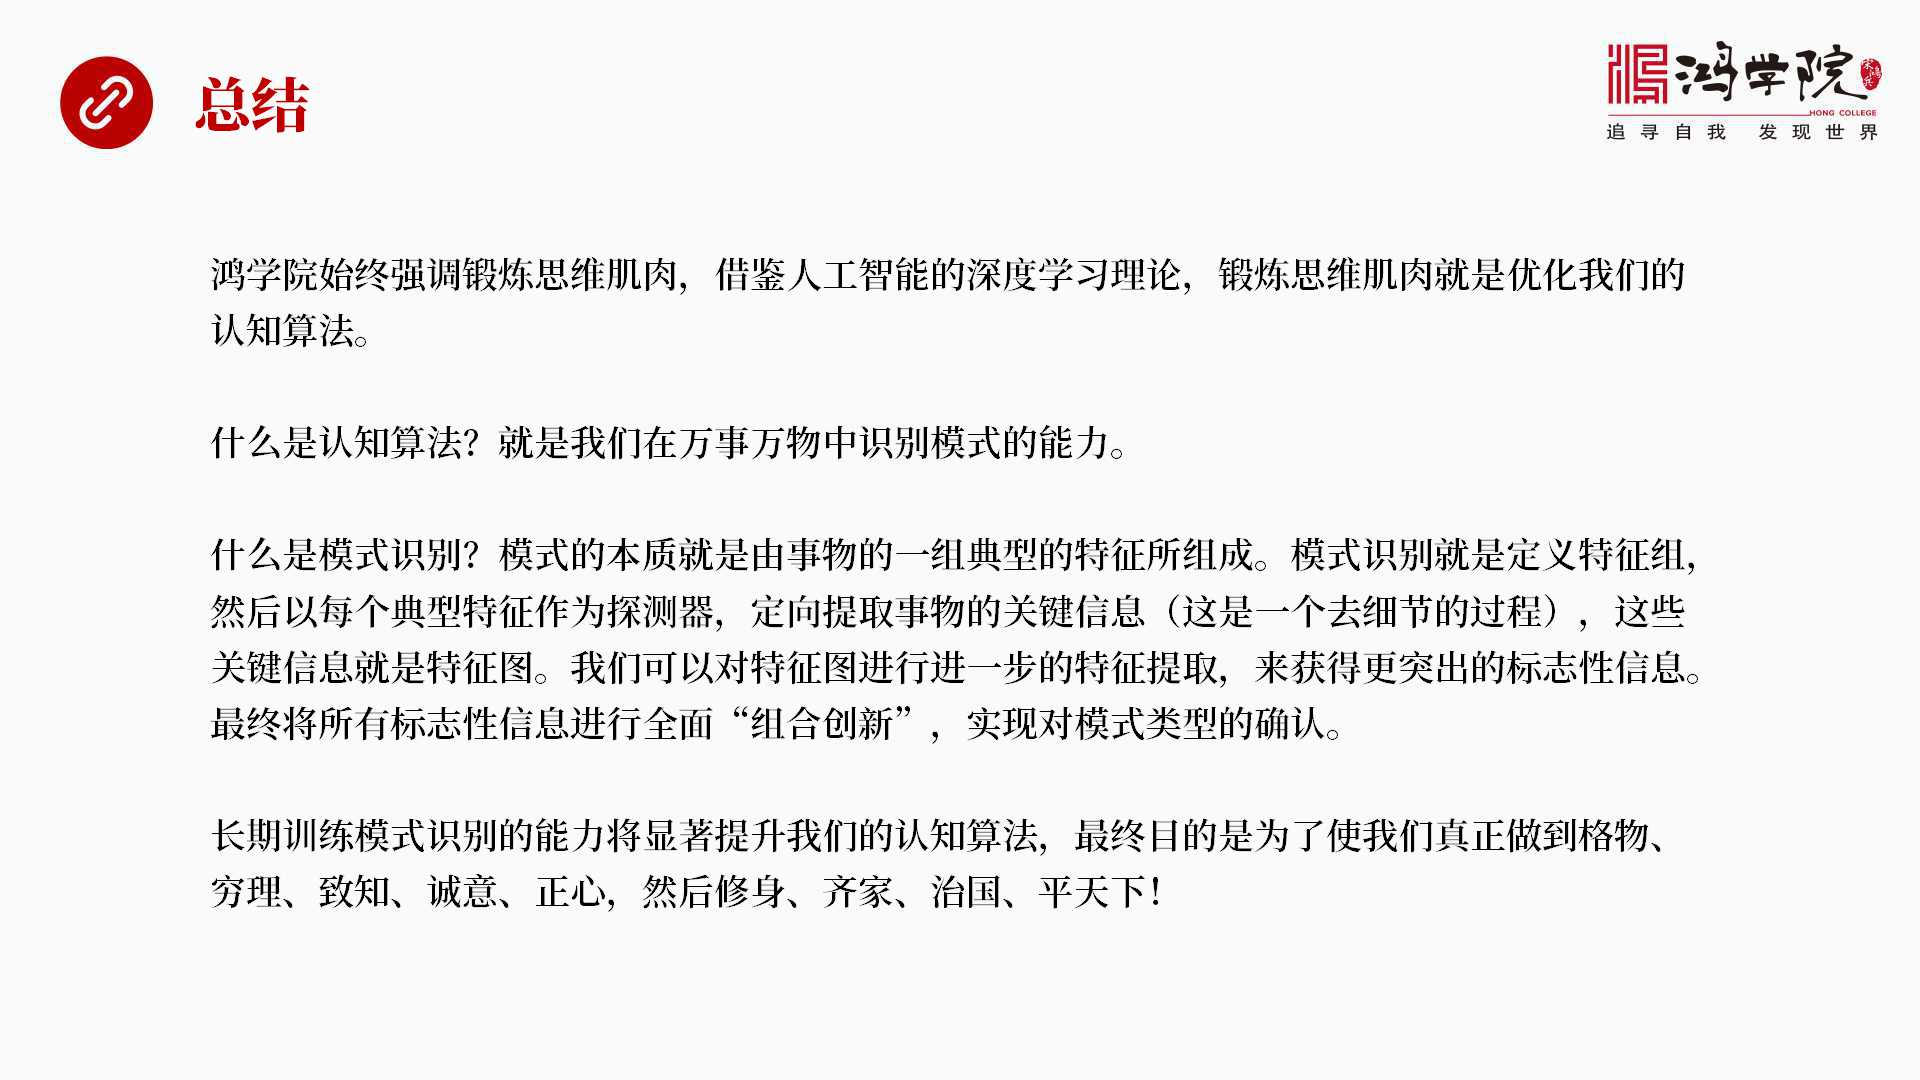 总结
鸿学院
宋鸿兵
HONG COLLEGE
追寻自我 发现世界
鸿学院始终强调锻炼思维肌肉，借鉴人工智能的深度学习理论，锻炼思维肌肉就是优化我们的
认知算法。
什么是认知算法？就是我们在万事万物中识别模式的能力。
什么是模式识别？模式的本质就是由事物的一组典型的特征所组成。模式识别就是定义特征组，
然后以每个典型特征作为探测器，定向提取事物的关键信息（这是一个去细节的过程），这些
关键信息就是特征图。我们可以对特征图进行进一步的特征提取，来获得更突出的标志性信息。
最终将所有标志性信息进行全面“组合创新”，实现对模式类型的确认。
长期训练模式识别的能力将显著提升我们的认知算法，最终目的是为了使我们真正做到格物、
穷理、致知、诚意、正心，然后修身、齐家、治国、平天下！